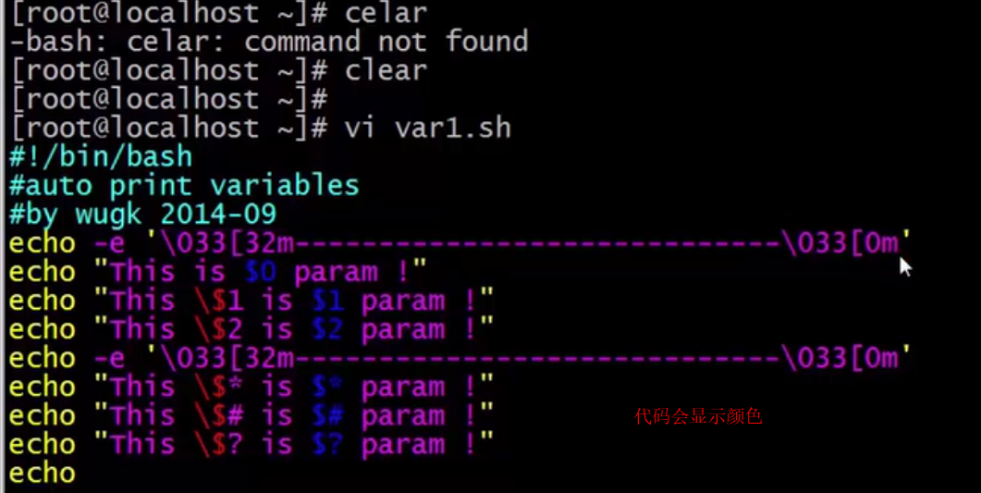 [root@localhost ~]# celar
-bash: celar: command not found
[root@localhost ~]# clear
[root@localhost ~]#
[root@localhost ~]# vi var1.sh
#!/bin/bash
#auto print variables
#by wugk 2014-09
echo -e '\033[32m-----------------------------\033[0m'
echo "This is $0 param !"
echo "This \$1 is $1 param !"
echo "This \$2 is $2 param !"
echo -e '\033[32m-----------------------------\033[0m'
echo "This \$* is $* param !"
echo "This \$# is $# param !"
代码会显示颜色
echo "This \$? is $? param !"
echo